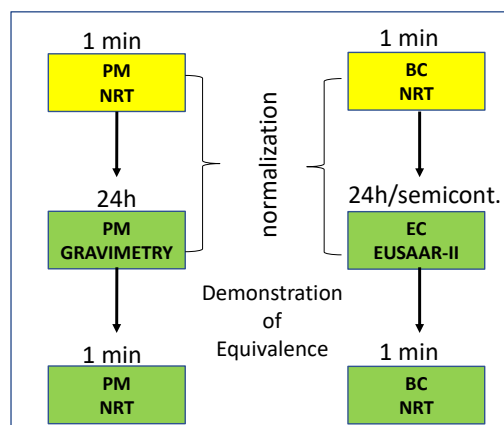 1 min
PM
NRT
24h
PM
GRAVIMETRY
1 min
PM
NRT
normalization
Demonstration
of
Equivalence
1 min
BC
NRT
24h/semicont.
EC
EUSAAR-II
1 min
BC
NRT